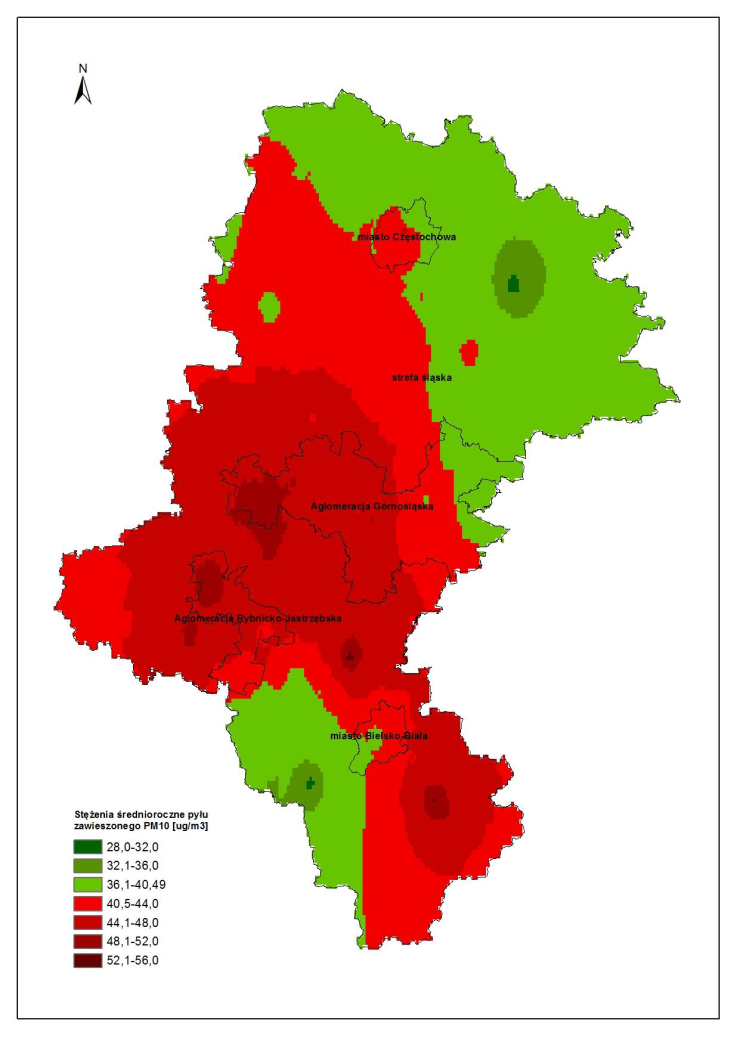 N
miasto Częstochowa
strefa śląska
Aglomeracja Górnośląska
Aglomeracja Rybnicko-Jastrzębska
miasto Bielsko-Biała
Stężenia średnioroczne pyłu
zawieszonego PM10 [ug/m3]
28,0-32,0
32,1-36,0
36,1-40,49
40,5-44,0
44,1-48,0
48,1-52,0
52,1-56,0